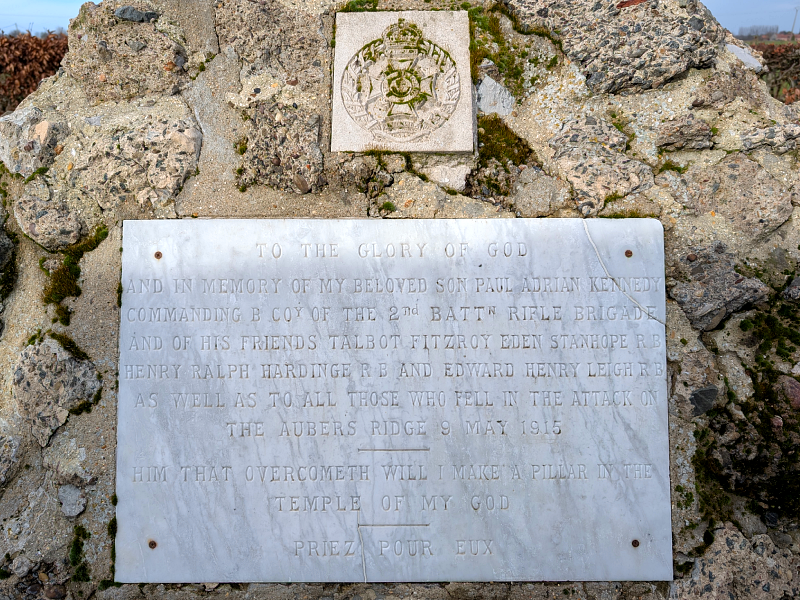 TO THE GLORY OF GOD
AND IN MEMORY OF MY BELOVED SON PAUL ADRIAN KENNEDY
COMMANDING B COY OF THE 2nd BATTn RIFLE BRIGADE
AND OF HIS FRIENDS TALBOT FITZROY EDEN STANHOPE R.B
HENRY RALPH HARDINGE R B AND EDWARD HENRY LEIGH R.B
AS WELL AS TO ALL THOSE WHO FELL IN THE ATTACK ON
THE AUBERS RIDGE 9 MAY 1915
HIM THAT OVERCOMETH WILL I MAKE A PILLAR IN THE
TEMPLE OF MY GOD
PRIEZ POUR EUX